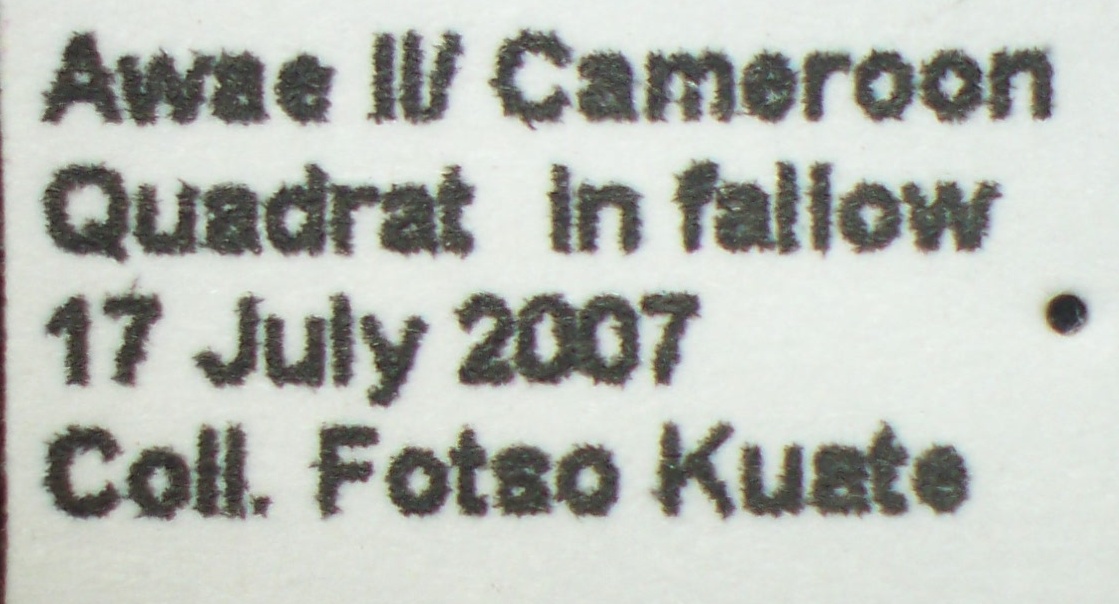 Awae II/ Cameroon
Quadrat in fallow
17 July 2007
Coll. Fotso Kuate